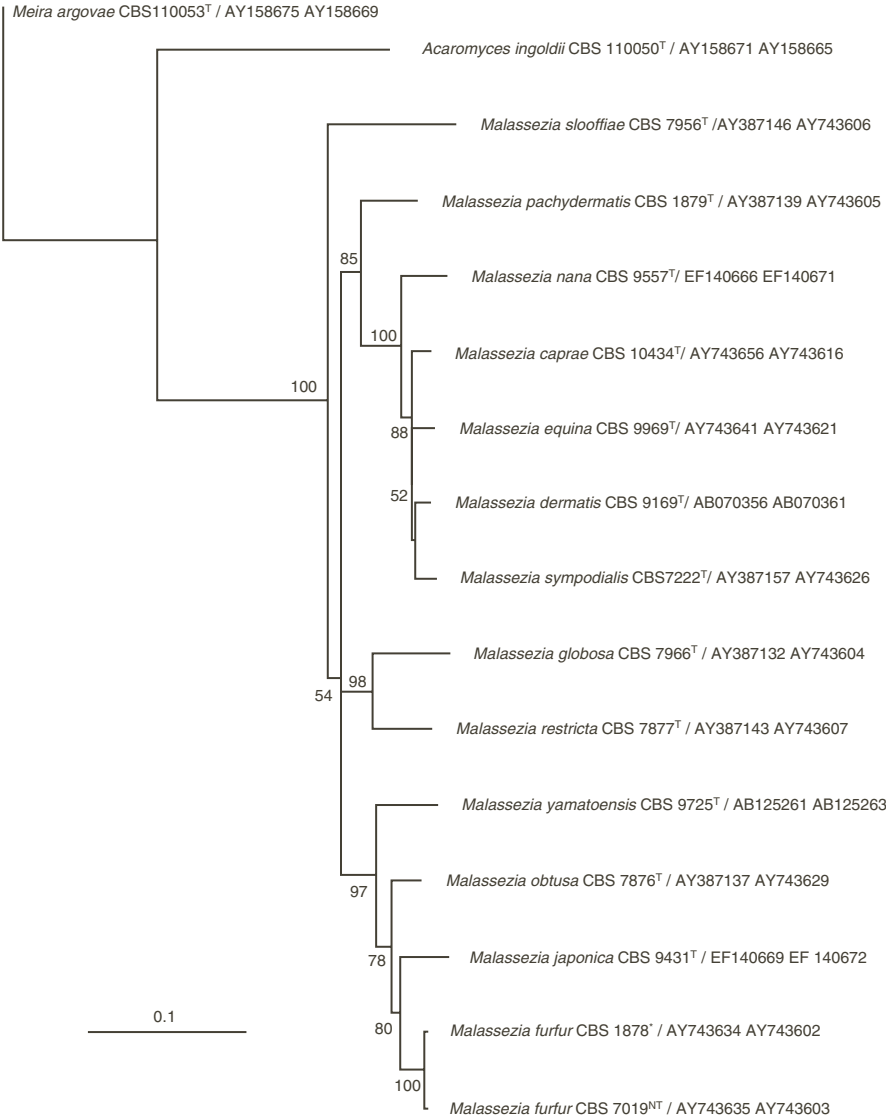 Meira argovae CBS110053ᵀ / AY158675 AY158669
Acaromyces ingoldii CBS 110050ᵀ / AY158671 AY158665
Malassezia slooffiae CBS 7956ᵀ /AY387146 AY743606
Malassezia pachydermatis CBS 1879ᵀ / AY387139 AY743605
85
Malassezia nana CBS 9557ᵀ/ EF140666 EF140671
100
Malassezia caprae CBS 10434ᵀ/ AY743656 AY743616
100
Malassezia equina CBS 9969ᵀ/ AY743641 AY743621
88
52
Malassezia dermatis CBS 9169ᵀ/ AB070356 AB070361
Malassezia sympodialis CBS7222ᵀ/ AY387157 AY743626
Malassezia globosa CBS 7966ᵀ / AY387132 AY743604
98
54
Malassezia restricta CBS 7877ᵀ / AY387143 AY743607
Malassezia yamatoensis CBS 9725ᵀ / AB125261 AB125263
Malassezia obtusa CBS 7876ᵀ / AY387137 AY743629
97
Malassezia japonica CBS 9431ᵀ / EF140669 EF 140672
78
0.1
80
Malassezia furfur CBS 1878* / AY743634 AY743602
100
Malassezia furfur CBS 7019ᴺᵀ / AY743635 AY743603